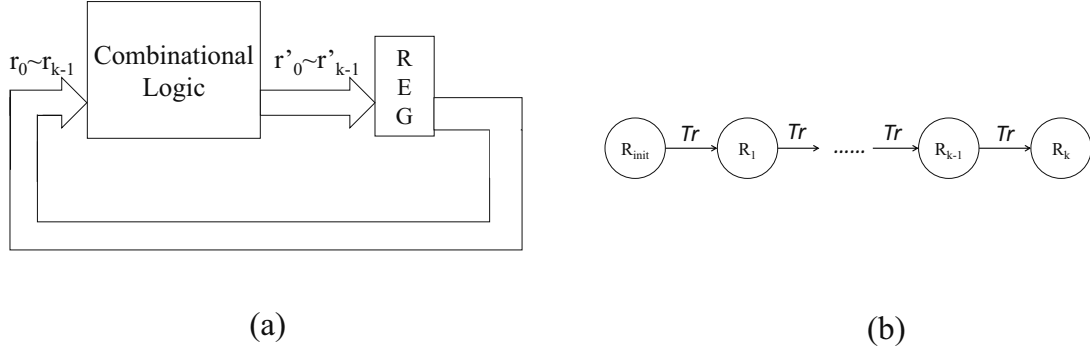 r0~rk-1
Combinational
Logic
r’0~r’k-1
R
E
G
(a)
Rinit
Tr
R1
Tr
......
Tr
Rk-1
Tr
Rk
(b)